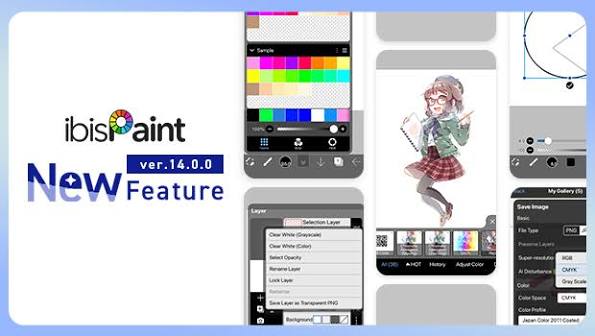 ibisPaint
ver.14.0.0
New Feature
Sample
100%
Layer
Selection Layer
Clear White (Grayscale)
Clear White (Color)
Select Opacity
Rename Layer
Lock Layer
Save Layer as Transparent PNG
Background
All (38)
HOT
History
Adjust Color
My Gallery (5)
Save Image
Basic
File Type
PNG
Preserve Layers
Super-resolu
AI Disturbance
Color
Color Space
Color Profile
RGB
CMYK
Gray Scale
CMYK
Japan Color 2011 Coated